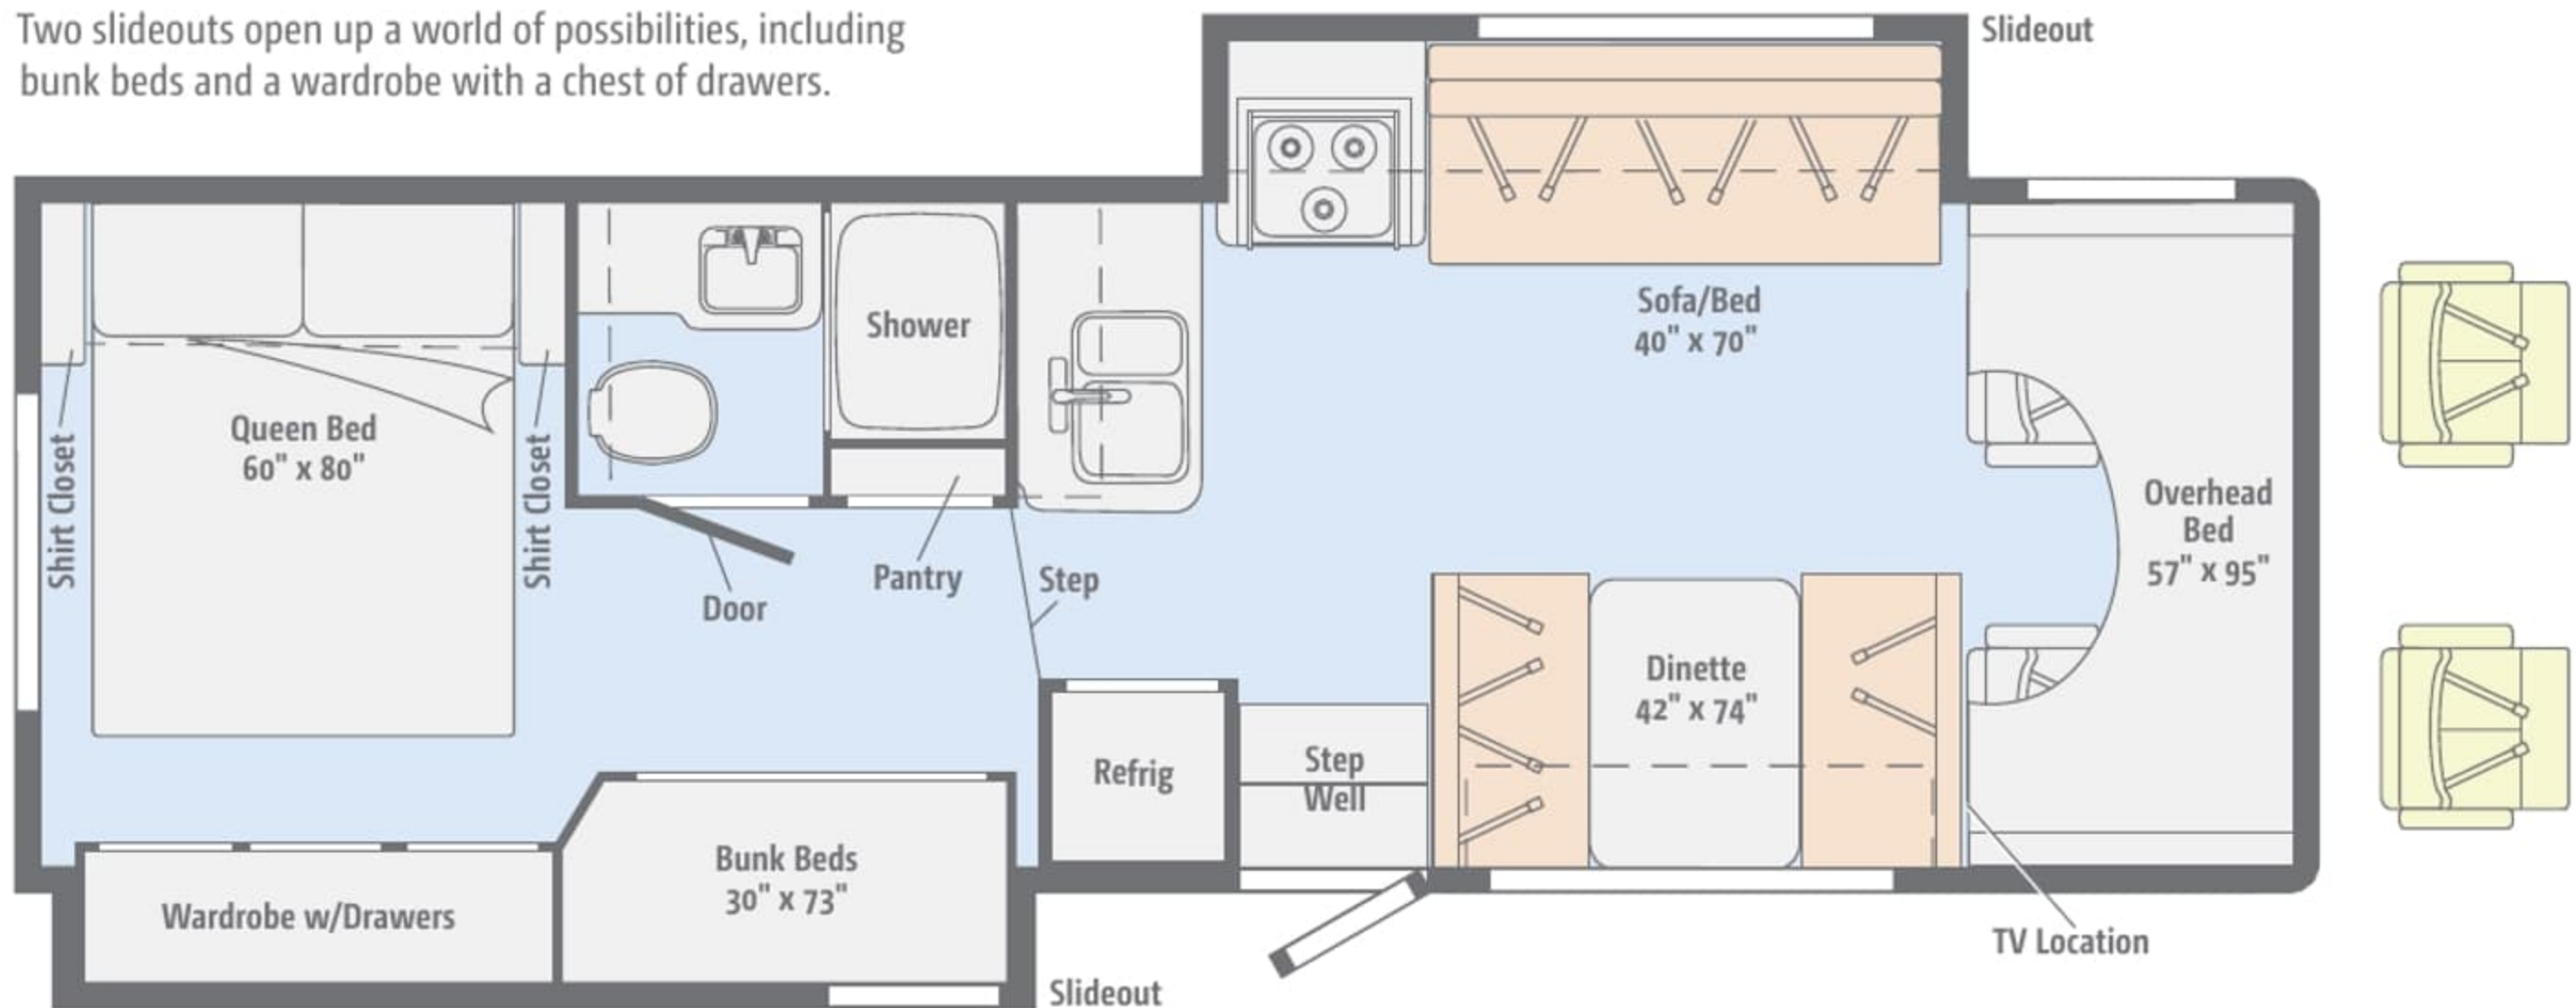 Two slideouts open up a world of possibilities, including
bunk beds and a wardrobe with a chest of drawers.
Slideout
Shower
Sofa/Bed
40" x 70"
Queen Bed
60" x 80"
Shirt Closet
Shirt Closet
Overhead
Bed
57" x 95"
Pantry
Step
Door
Dinette
42" x 74"
Refrig
Step
Well
Bunk Beds
30" x 73"
Wardrobe w/Drawers
TV Location
Slideout